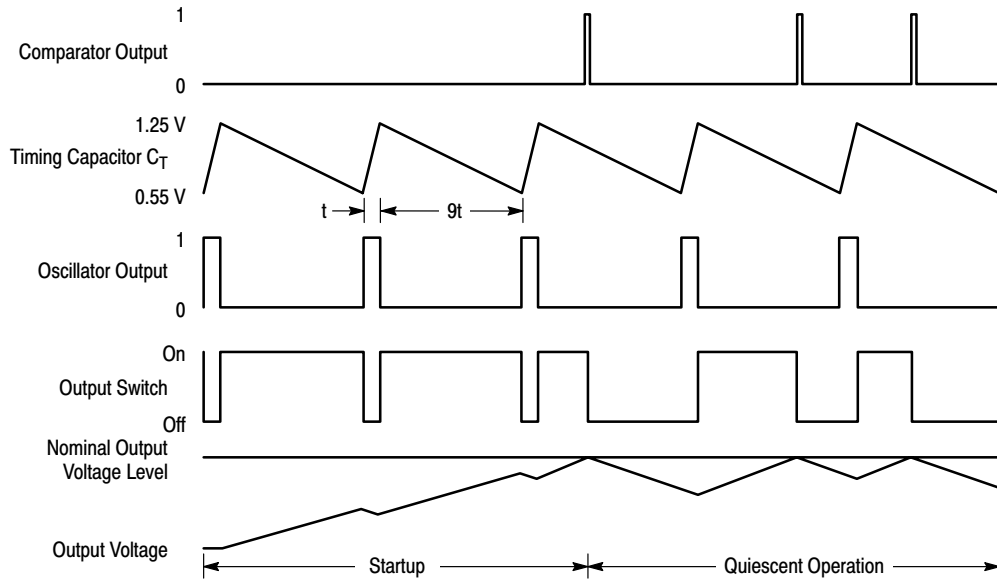 1
Comparator Output
0
1.25 V
Timing Capacitor CT
0.55 V
t
9t
1
Oscillator Output
0
On
Output Switch
Off
Nominal Output
Voltage Level
Output Voltage
Startup
Quiescent Operation